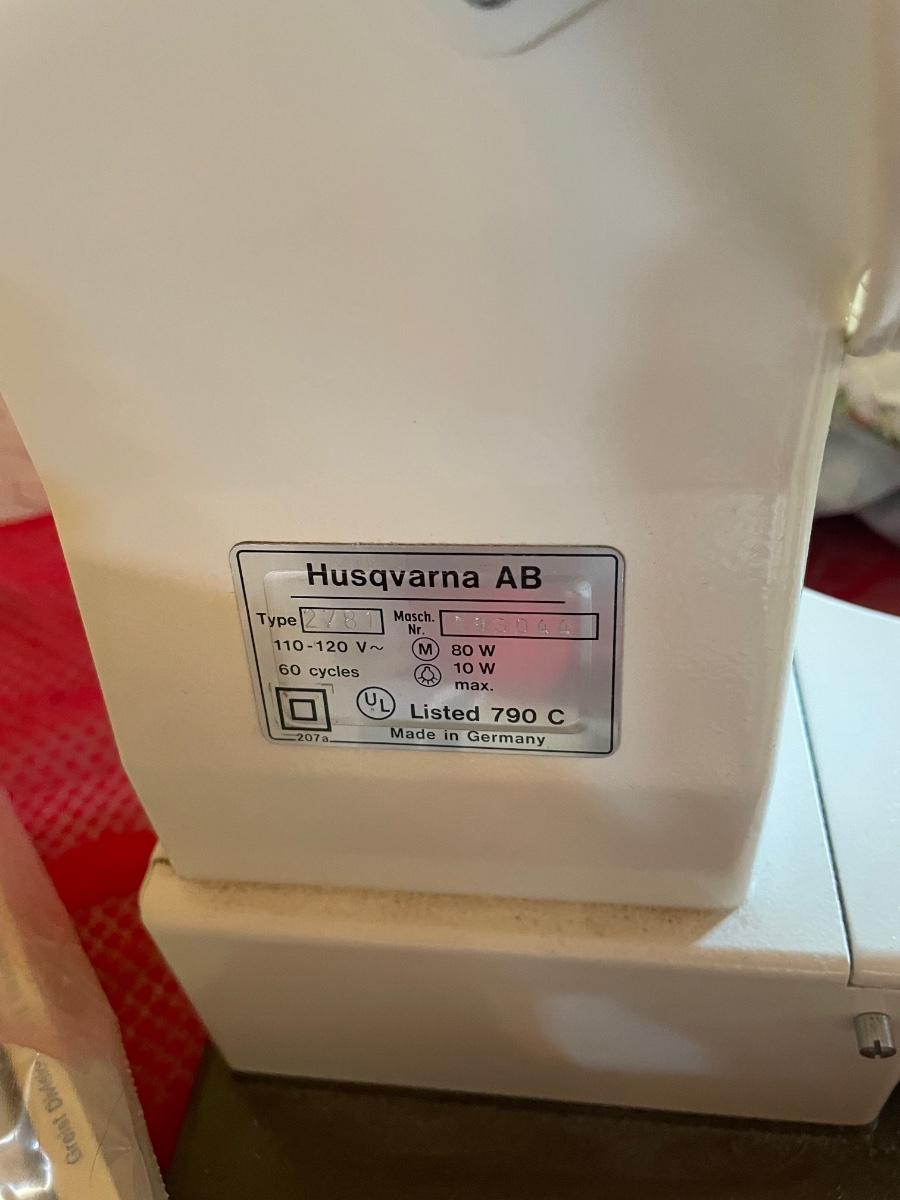 Husqvarna AB
Type 2781 Masch. Nr.
110-120 V~ M 80 W
60 cycles 10 W
max.
UL Listed 790 C
207a
Made in Germany
Greist